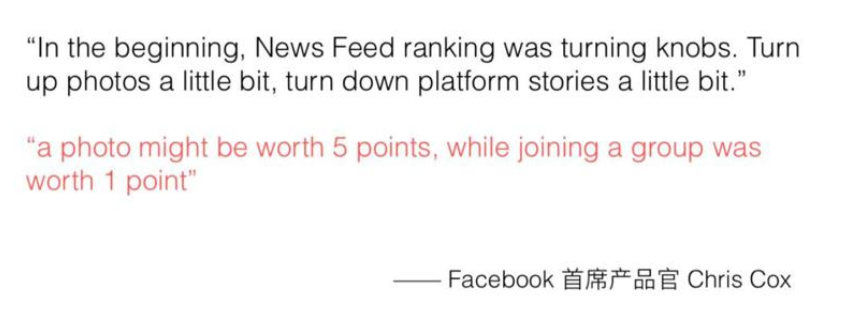 “In the beginning, News Feed ranking was turning knobs. Turn
up photos a little bit, turn down platform stories a little bit.”
“a photo might be worth 5 points, while joining a group was
worth 1 point”
—— Facebook 首席产品官 Chris Cox